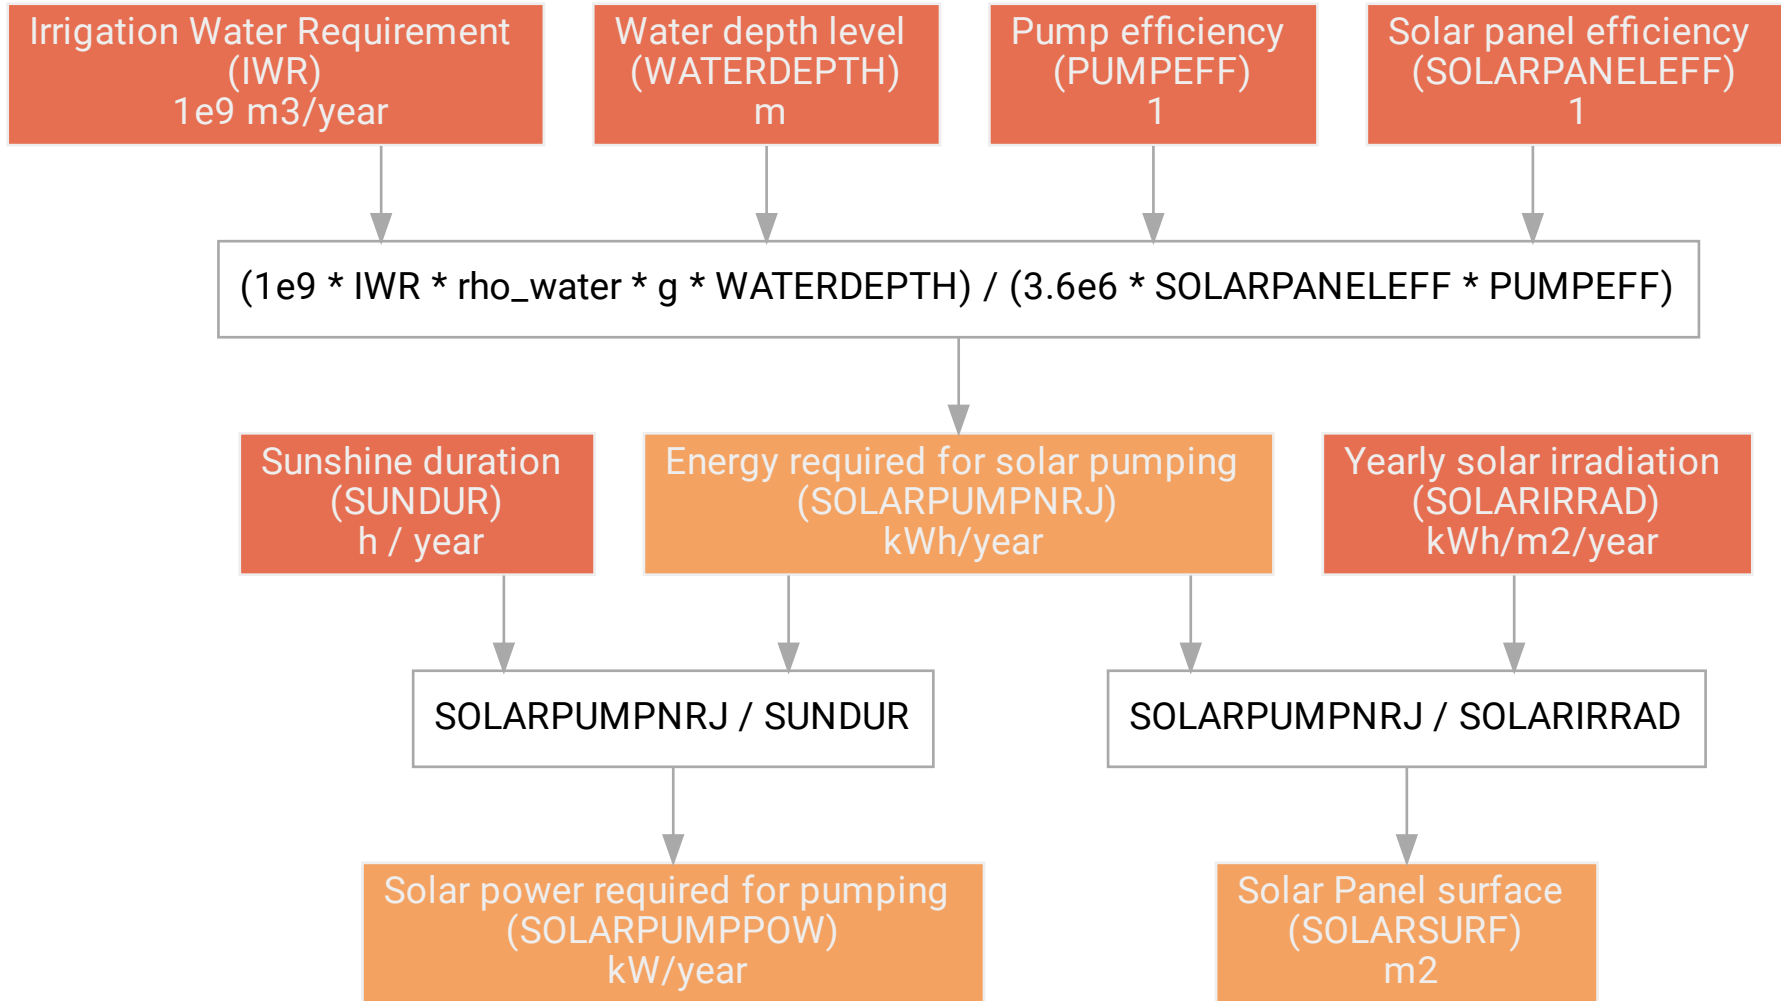 Irrigation Water Requirement
(IWR)
1e9 m3/year
Water depth level
(WATERDEPTH)
m
Pump efficiency
(PUMPEFF)
1
Solar panel efficiency
(SOLARPANELEFF)
1
(1e9 * IWR * rho_water * g * WATERDEPTH) / (3.6e6 * SOLARPANELEFF * PUMPEFF)
Sunshine duration
(SUNDUR)
h / year
Energy required for solar pumping
(SOLARPUMPNRJ)
kWh/year
Yearly solar irradiation
(SOLARIRRAD)
kWh/m2/year
SOLARPUMPNRJ / SUNDUR
SOLARPUMPNRJ / SOLARIRRAD
Solar power required for pumping
(SOLARPUMPPOW)
kW/year
Solar Panel surface
(SOLARSURF)
m2